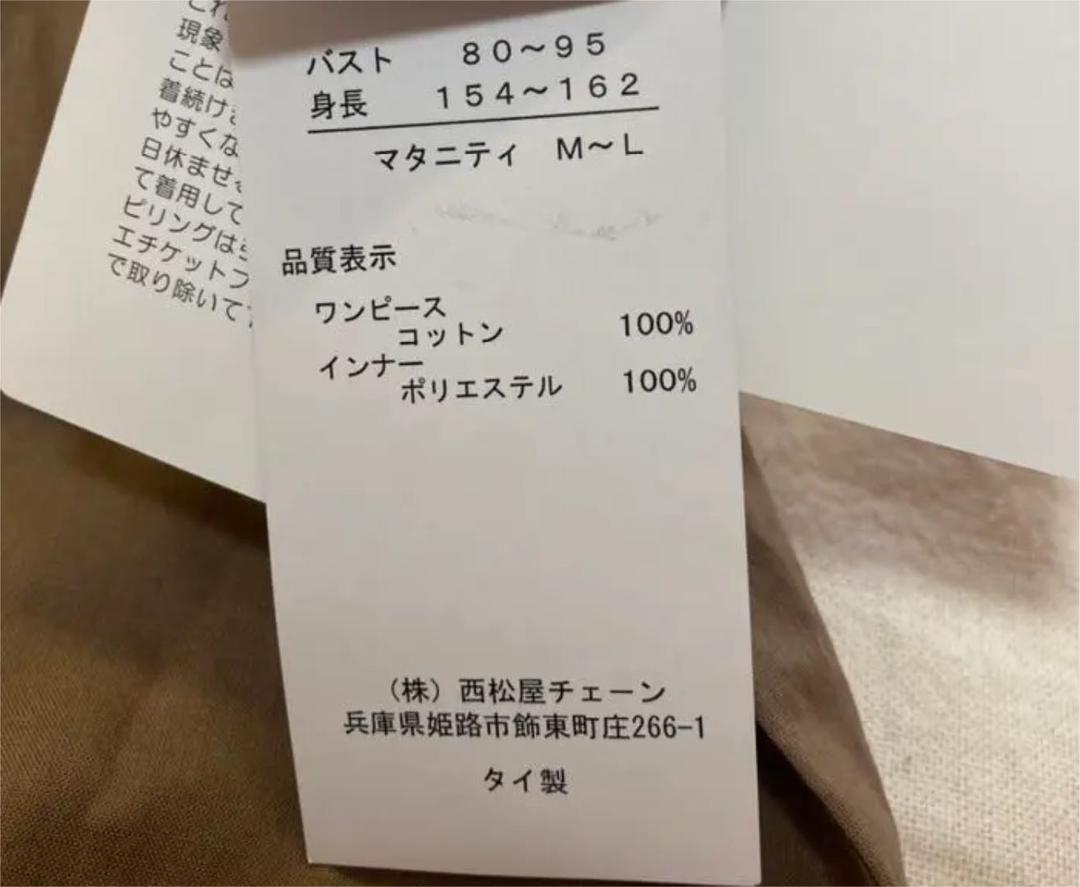 現象
ことは
着続け
やすくな
日休ませ
て着用して
ピリングは
エチケット
で取り除いて
バスト 80~95
身長 154~162
マタニティ M~L
品質表示
ワンピース
コットン 100%
インナー
ポリエステル 100%
(株)西松屋チェーン
兵庫県姫路市飾東町庄266-1
タイ製